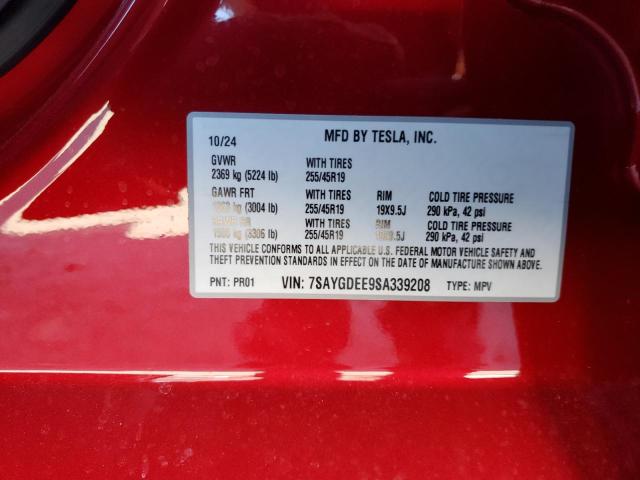 10/24 MFD BY TESLA, INC.
GVWR WITH TIRES
2369 kg (5224 lb) 255/45R19
GAWR FRT WITH TIRES RIM COLD TIRE PRESSURE
kg (3004 lb) 255/45R19 19X9.5J 290 kPa, 42 psi
WITH TIRES RIM COLD TIRE PRESSURE
kg (3306 lb) 255/45R19 290 kPa, 42 psi
THIS VEHICLE CONFORMS TO ALL APPLICABLE U.S. FEDERAL MOTOR VEHICLE SAFETY AND
THEFT PREVENTION STANDARDS IN EFFECT ON THE DATE OF MANUFACTURE SHOWN ABOVE.
PNT: PR01 VIN: 7SAYGDEE9SA339208 TYPE: MPV